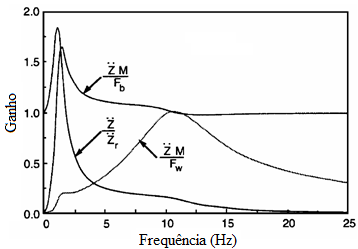 2.0
1.5
1.0
0.5
0.0
Ganho
Z̈ M
F_b
Z̈
Z̈_r
Z̈ M
F_w
0
5
10
15
20
25
Frequência (Hz)